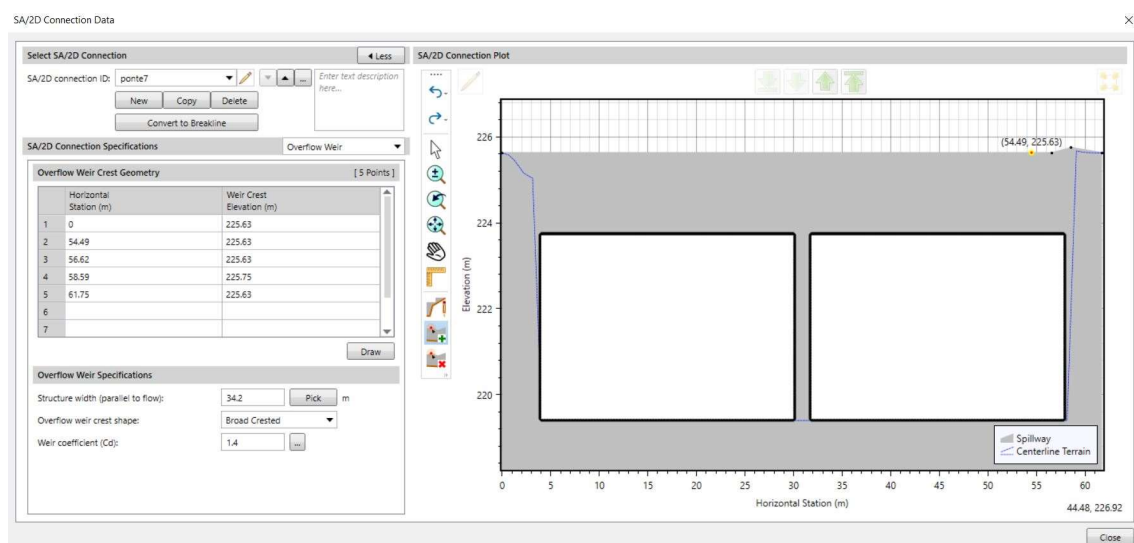 SA/2D Connection Data
Select SA/2D Connection
Less
SA/2D connection ID:
ponte7
...
Enter text description here...
New
Copy
Delete
Convert to Breakline
SA/2D Connection Specifications
Overflow Weir
Overflow Weir Crest Geometry
[ 5 Points ]
Horizontal Station (m)
Weir Crest Elevation (m)
1 0 225.63
2 54.49 225.63
3 56.62 225.63
4 58.59 225.75
5 61.75 225.63
6
7
Draw
Overflow Weir Specifications
Structure width (parallel to flow): 34.2 Pick m
Overflow weir crest shape: Broad Crested
Weir coefficient (Cd): 1.4 ...
SA/2D Connection Plot
(54.49, 225.63)
226
224
222
220
Elevation (m)
Spillway
Centerline Terrain
0 5 10 15 20 25 30 35 40 45 50 55 60
Horizontal Station (m)
44.48, 226.92
Close